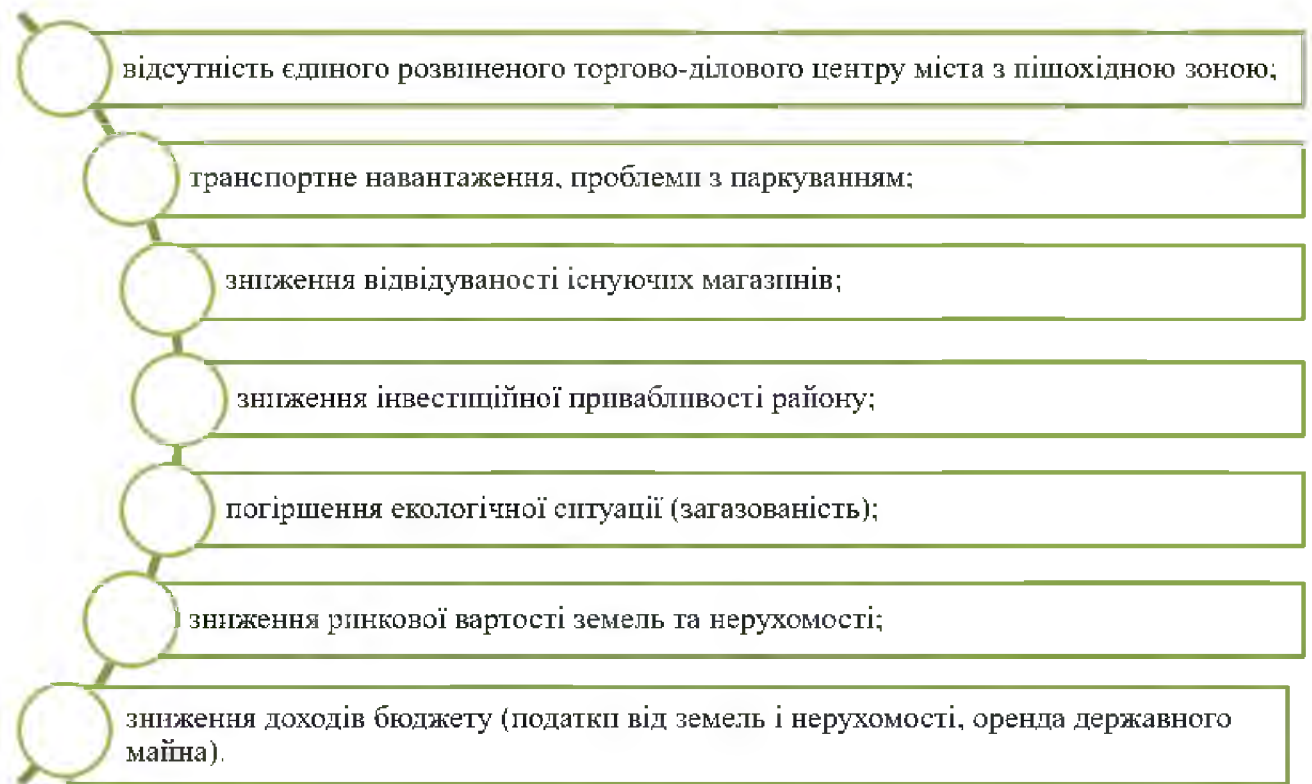 відсутність єдиного розвиненого торгово-ділового центру міста з пішохідною зоною;
транспортне навантаження, проблеми з паркуванням;
зниження відвідуваності існуючих магазинів;
зниження інвестиційної привабливості району;
погіршення екологічної ситуації (загазованість);
зниження ринкової вартості земель та нерухомості;
зниження доходів бюджету (податки від земель і нерухомості, оренда державного
майна).